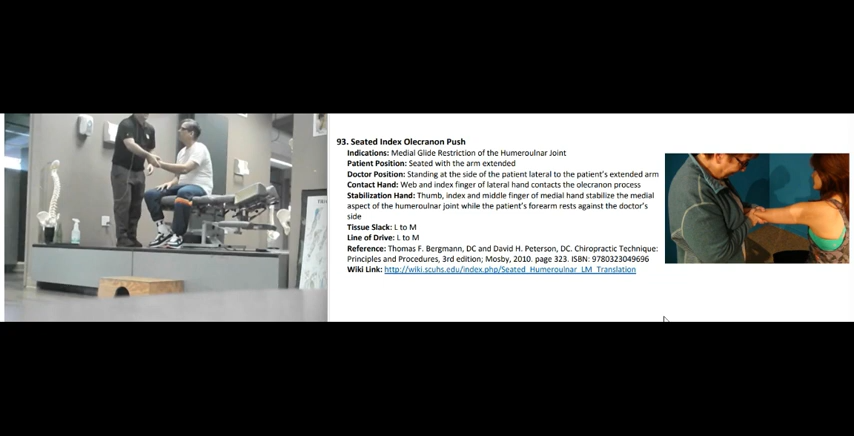 93. Seated Index Olecranon Push
Indications: Medial Glide Restriction of the Humeroulnar Joint
Patient Position: Seated with the arm extended
Doctor Position: Standing at the side of the patient lateral to the patient's extended arm
Contact Hand: Web and index finger of lateral hand contacts the olecranon process
Stabilization Hand: Thumb, index and middle finger of medial hand stabilize the medial
aspect of the humeroulnar joint while the patient's forearm rests against the doctor's
side
Tissue Slack: L to M
Line of Drive: L to M
Reference: Thomas F. Bergmann, DC and David H. Peterson, DC. Chiropractic Technique:
Principles and Procedures, 3rd edition; Mosby, 2010. page 323. ISBN: 9780323049696
Wiki Link: http://wiki.scuhs.edu/index.php/Seated_Humeroulnar_LM_Translation